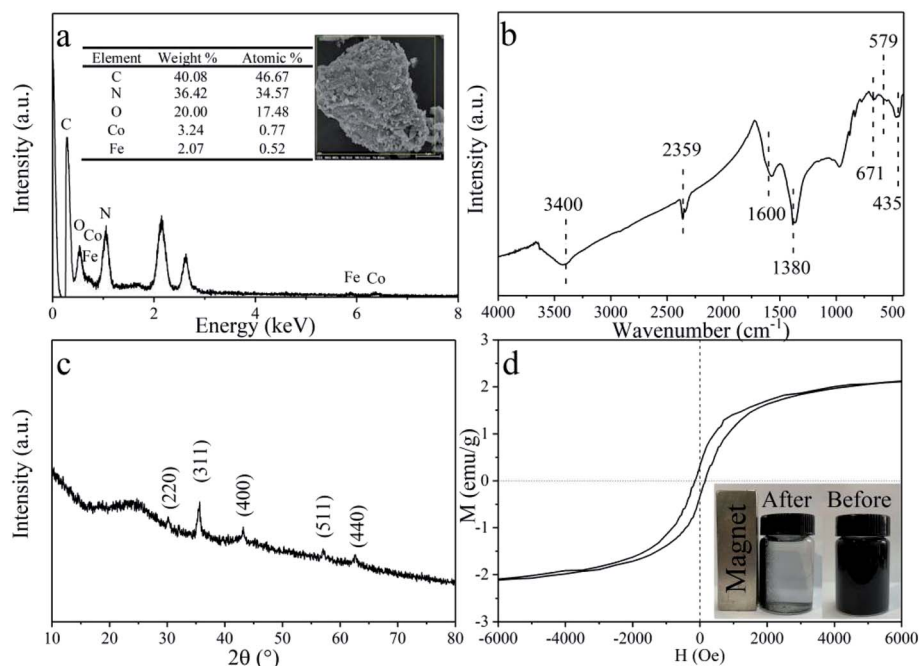 a
Element Weight % Atomic %
C 40.08 46.67
N 36.42 34.57
O 20.00 17.48
Co 3.24 0.77
Fe 2.07 0.52
C
O
Co
Fe
N
Fe Co
Intensity (a.u.)
0 2 4 6 8
Energy (keV)
b
579
2359
3400
1600
1380
671
435
Intensity (a.u.)
4000 3500 3000 2500 2000 1500 1000 500
Wavenumber (cm⁻¹)
c
(220)
(311)
(400)
(511)
(440)
Intensity (a.u.)
10 20 30 40 50 60 70 80
2θ (°)
d
3
2
1
0
-1
-2
-3
M (emu/g)
Magnet
After Before
-6000 -4000 -2000 0 2000 4000 6000
H (Oe)